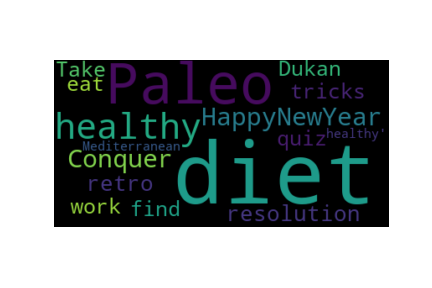 Take Paleo Dukan
eat tricks
healthy HappyNewYear
quiz healthy'
Mediterranean
Conquer diet
retro
work find resolution